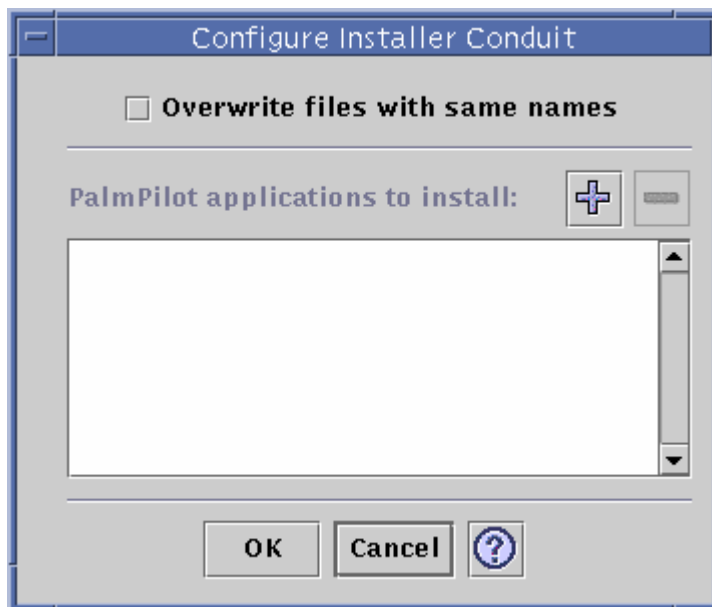 Configure Installer Conduit
Overwrite files with same names
PalmPilot applications to install:
OK Cancel ?